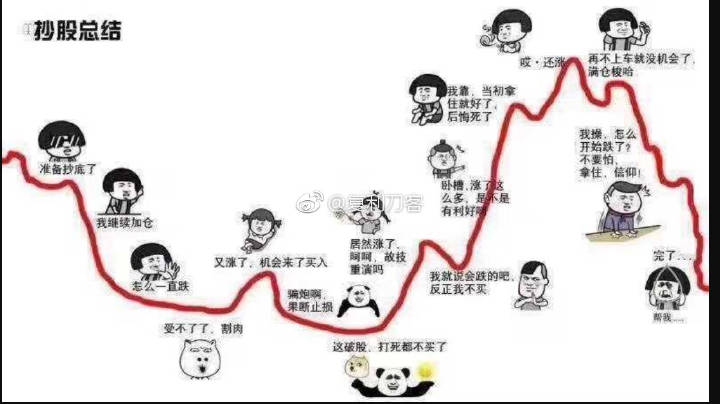 抄股总结
准备抄底了
我继续加仓
怎么一直跌
受不了了，割肉
又涨了，机会来了买入
骗炮啊，
果断止损
这破股，打死都不买了
居然涨了，
呵呵，故技
重演吗
我就说会跌的吧，
反正我不买
卧槽，涨了这
么多，是不是
有利好啊
我靠，当初拿
住就好了，
后悔死了
哎·还涨
再不上车就没机会了，
满仓梭哈
我操，怎么
开始跌了？
不要怕，
拿住，信仰！
完了...
帮我......
@复利刀客